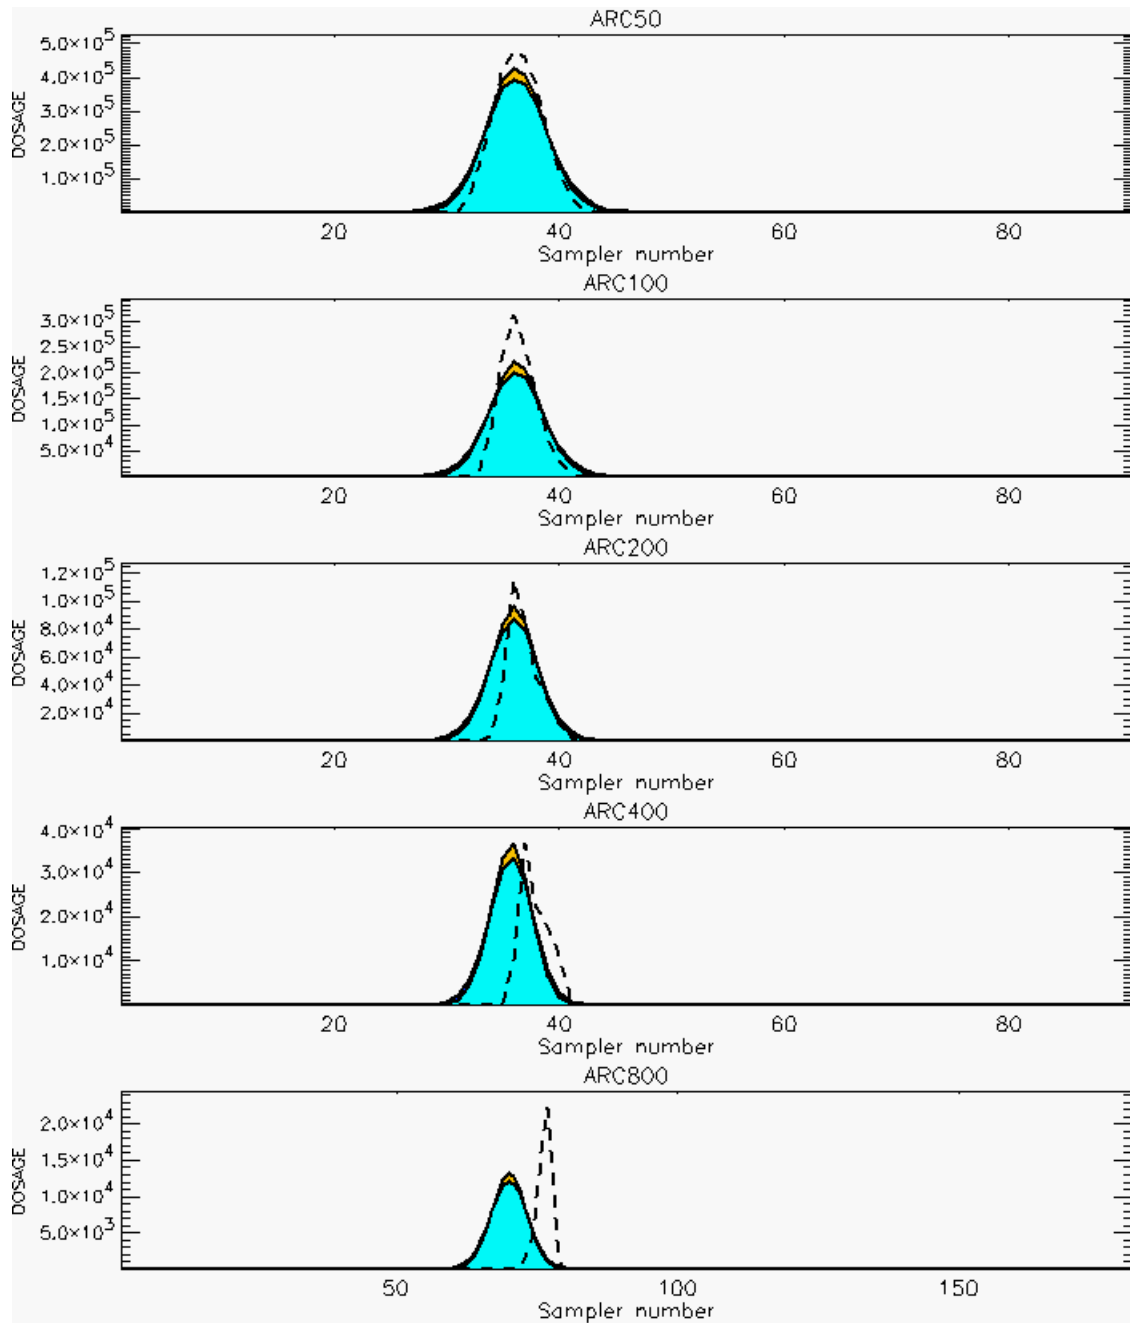 ARC50
5.0×10⁵
4.0×10⁵
3.0×10⁵
2.0×10⁵
1.0×10⁵
DOSAGE
20 40 60 80
Sampler number
ARC100
3.0×10⁵
2.5×10⁵
2.0×10⁵
1.5×10⁵
1.0×10⁵
5.0×10⁴
DOSAGE
20 40 60 80
Sampler number
ARC200
1.2×10⁵
1.0×10⁵
8.0×10⁴
6.0×10⁴
4.0×10⁴
2.0×10⁴
DOSAGE
20 40 60 80
Sampler number
ARC400
4.0×10⁴
3.0×10⁴
2.0×10⁴
1.0×10⁴
DOSAGE
20 40 60 80
Sampler number
ARC800
2.0×10⁴
1.5×10⁴
1.0×10⁴
5.0×10³
DOSAGE
50 100 150
Sampler number